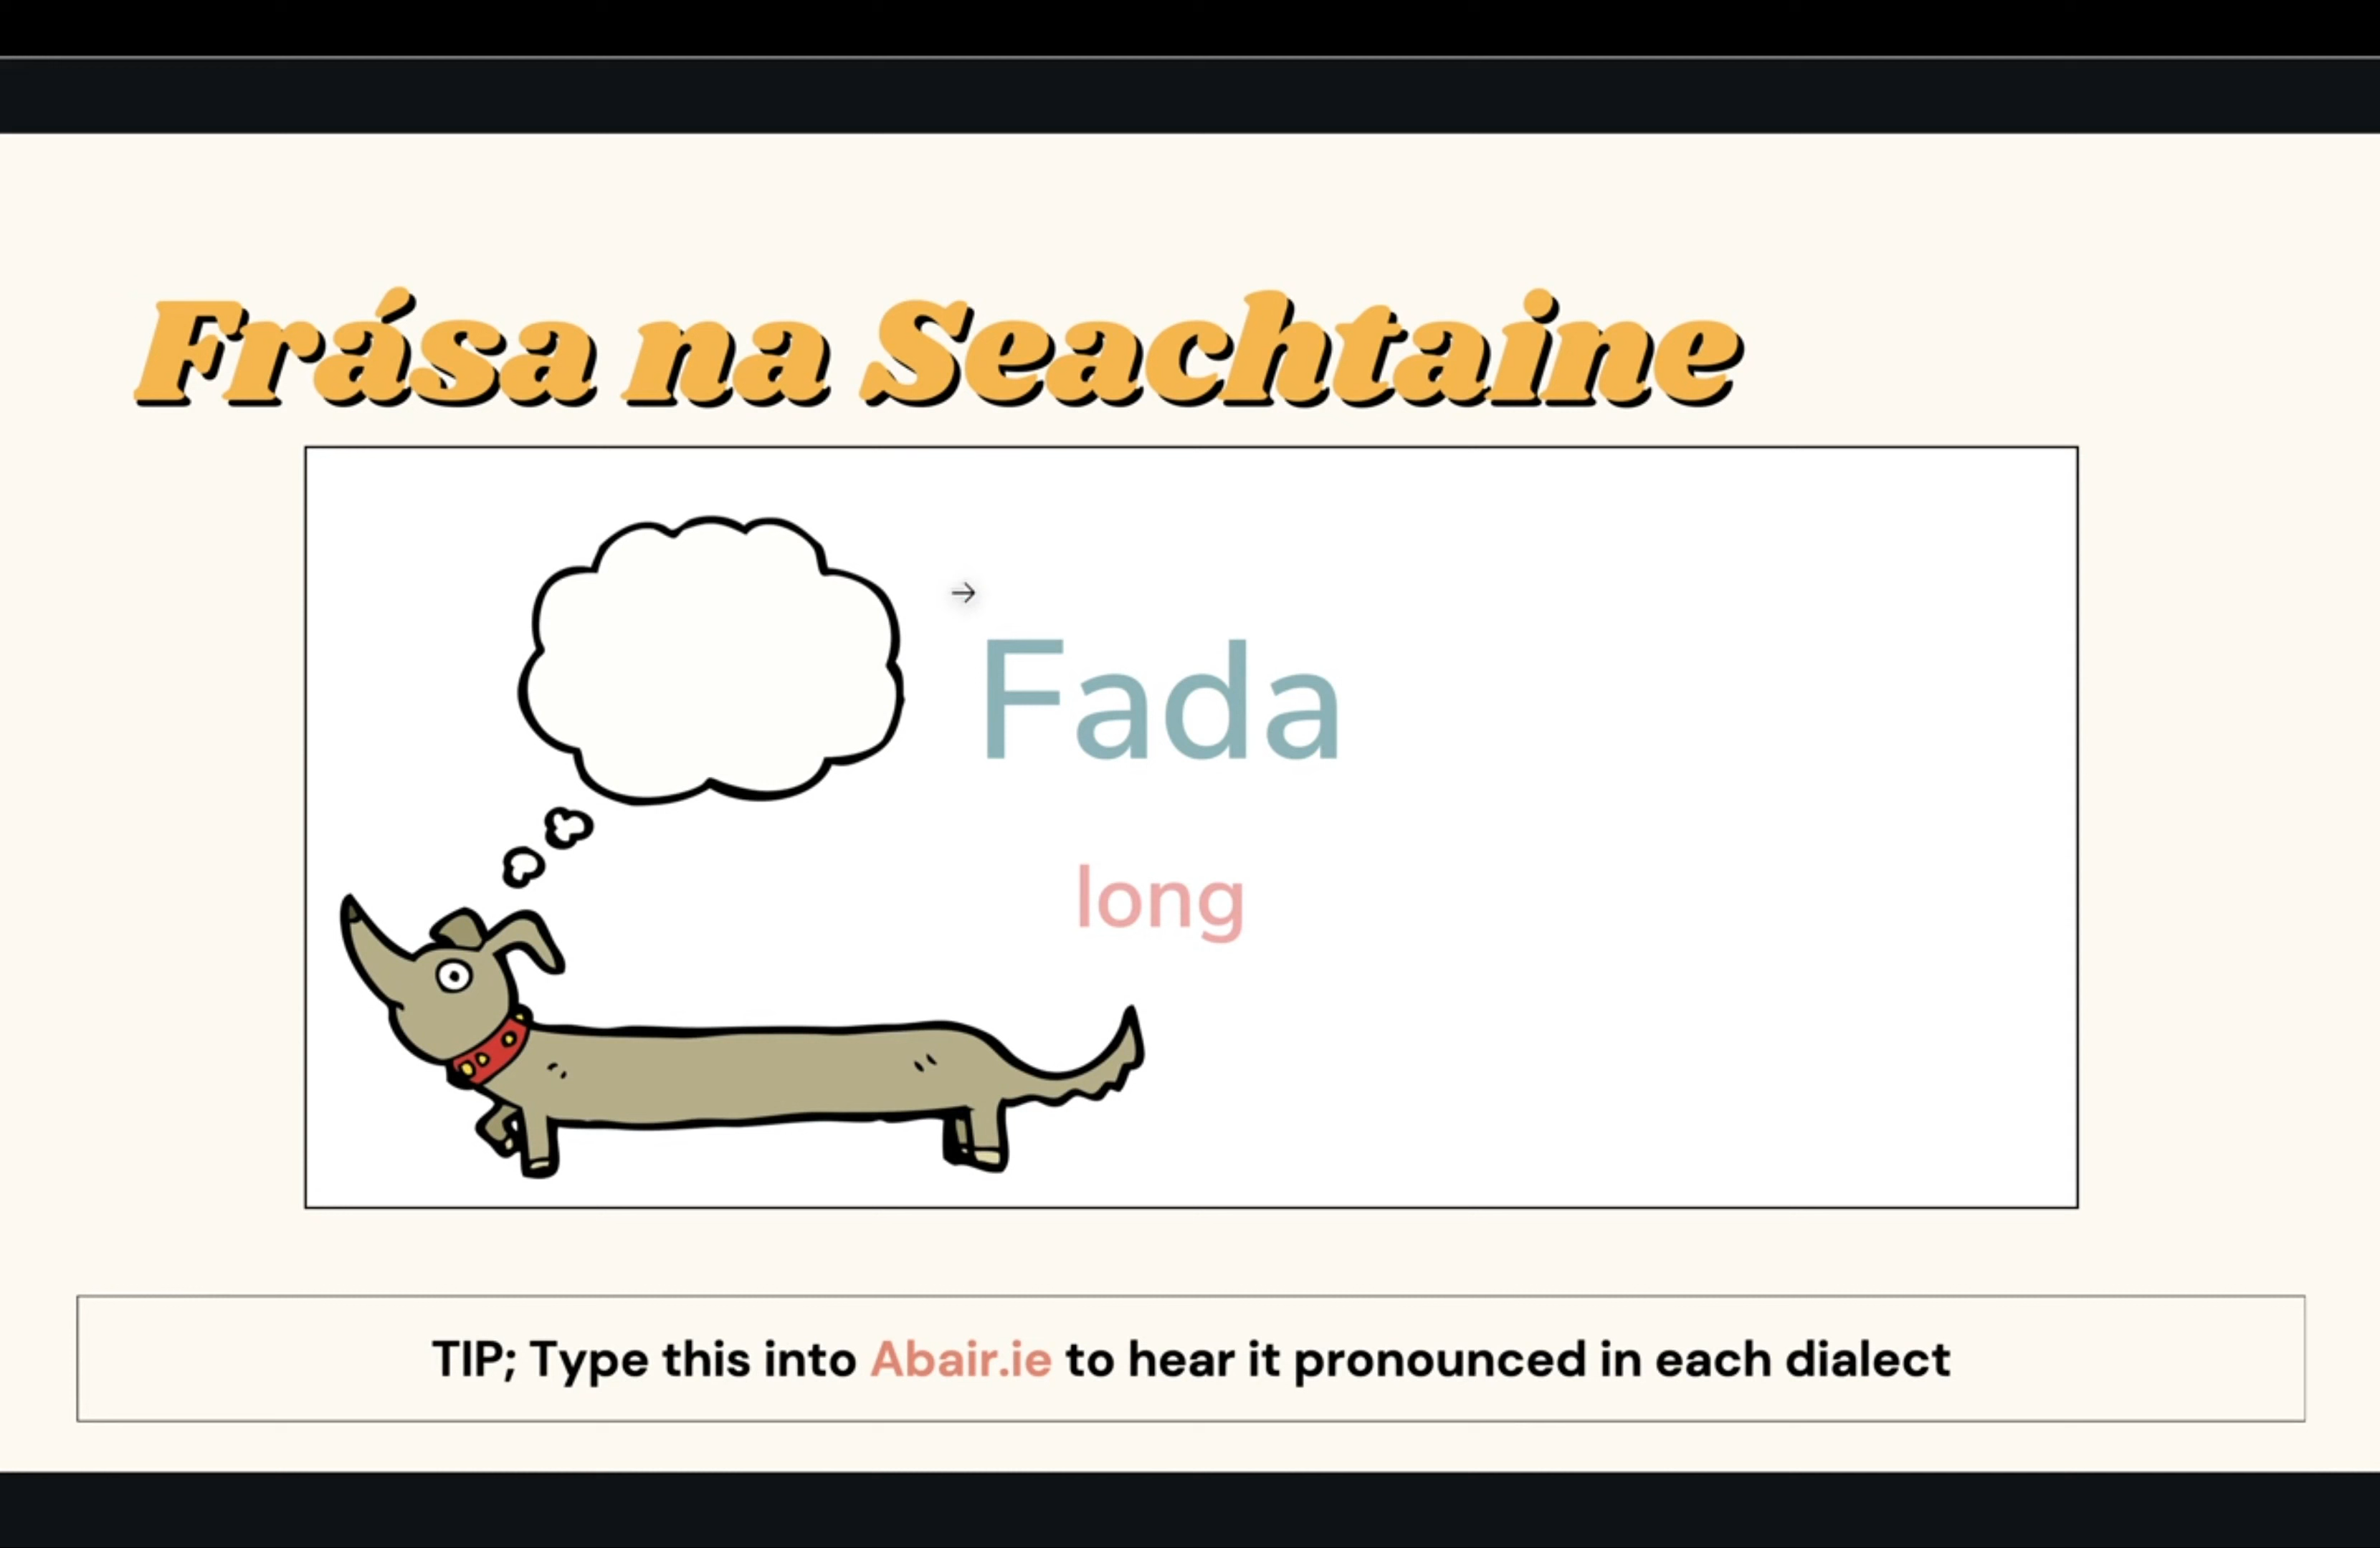 Frása na Seachtaine
Fada
long
TIP; Type this into Abair.ie to hear it pronounced in each dialect